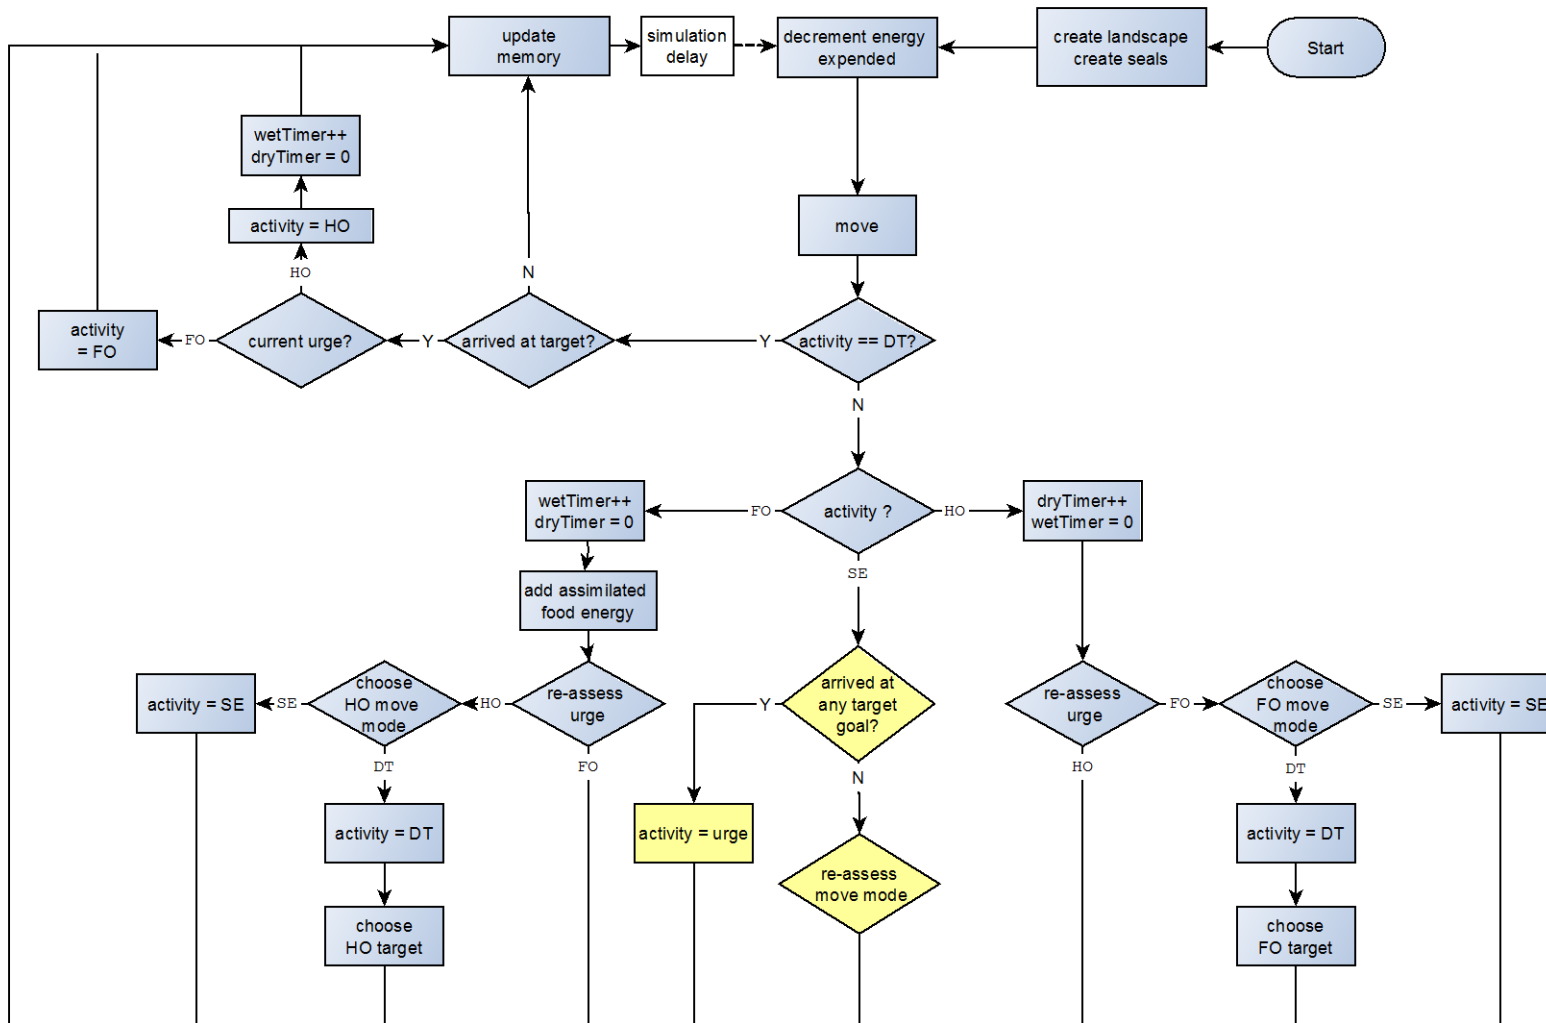 update
memory
simulation
delay
decrement energy
expended
create landscape
create seals
Start
wetTimer++
dryTimer = 0
activity = HO
move
HO
N
activity
= FO
FO
current urge?
Y
arrived at target?
Y
activity == DT?
N
wetTimer++
dryTimer = 0
FO
activity ?
HO
dryTimer++
wetTimer = 0
SE
add assimilated
food energy
activity = SE
SE
choose
HO move
mode
HO
re-assess
urge
Y
arrived at
any target
goal?
re-assess
urge
FO
choose
FO move
mode
SE
activity = SE
DT
FO
N
HO
DT
activity = DT
activity = urge
activity = DT
re-assess
move mode
choose
HO target
choose
FO target